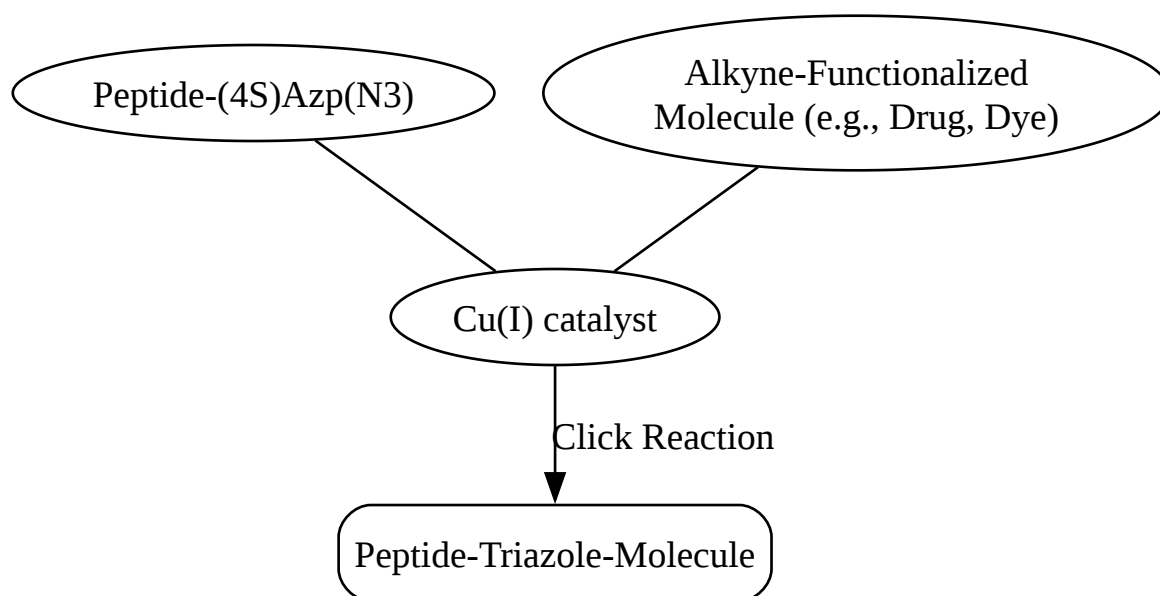 Peptide-(4S)Azp(N3)
Alkyne-Functionalized
Molecule (e.g., Drug, Dye)
Cu(I) catalyst
Click Reaction
Peptide-Triazole-Molecule